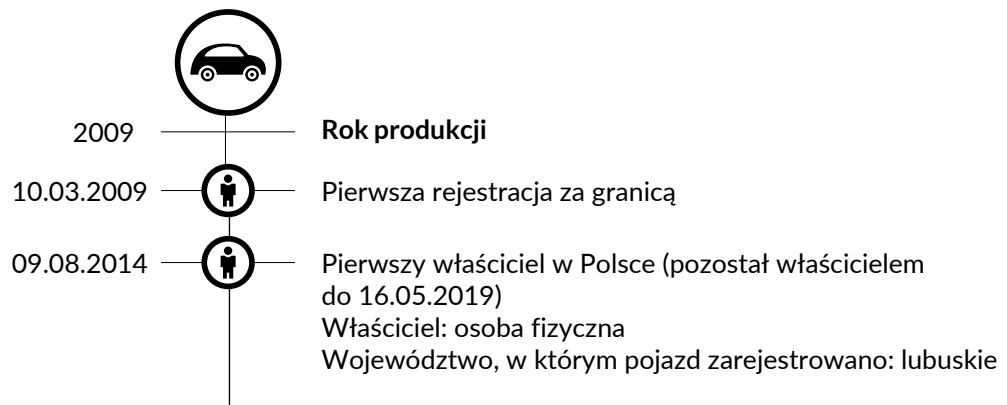 2009 Rok produkcji
10.03.2009 Pierwsza rejestracja za granicą
09.08.2014 Pierwszy właściciel w Polsce (pozostał właścicielem
do 16.05.2019)
Właściciel: osoba fizyczna
Województwo, w którym pojazd zarejestrowano: lubuskie